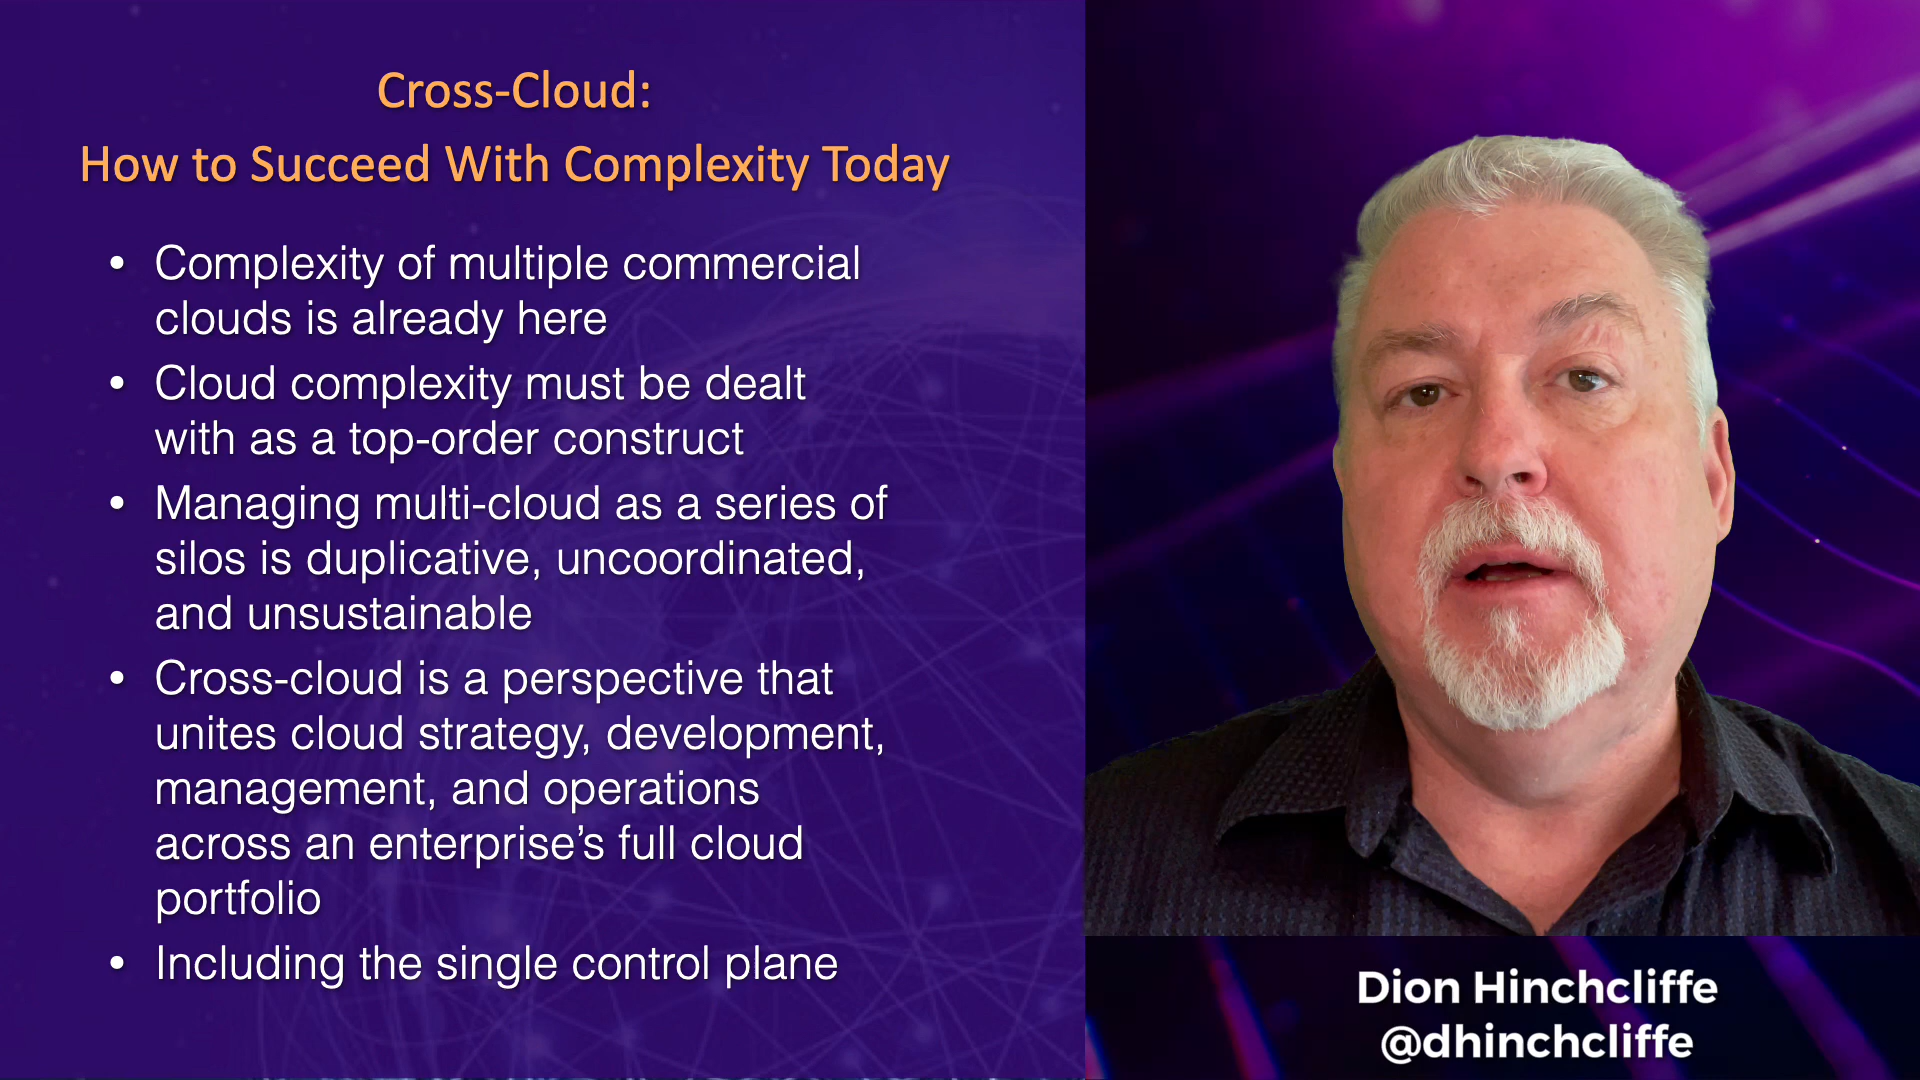 Cross-Cloud:
How to Succeed With Complexity Today
• Complexity of multiple commercial
clouds is already here
• Cloud complexity must be dealt
with as a top-order construct
• Managing multi-cloud as a series of
silos is duplicative, uncoordinated,
and unsustainable
• Cross-cloud is a perspective that
unites cloud strategy, development,
management, and operations
across an enterprise’s full cloud
portfolio
• Including the single control plane
Dion Hinchcliffe
@dhinchcliffe